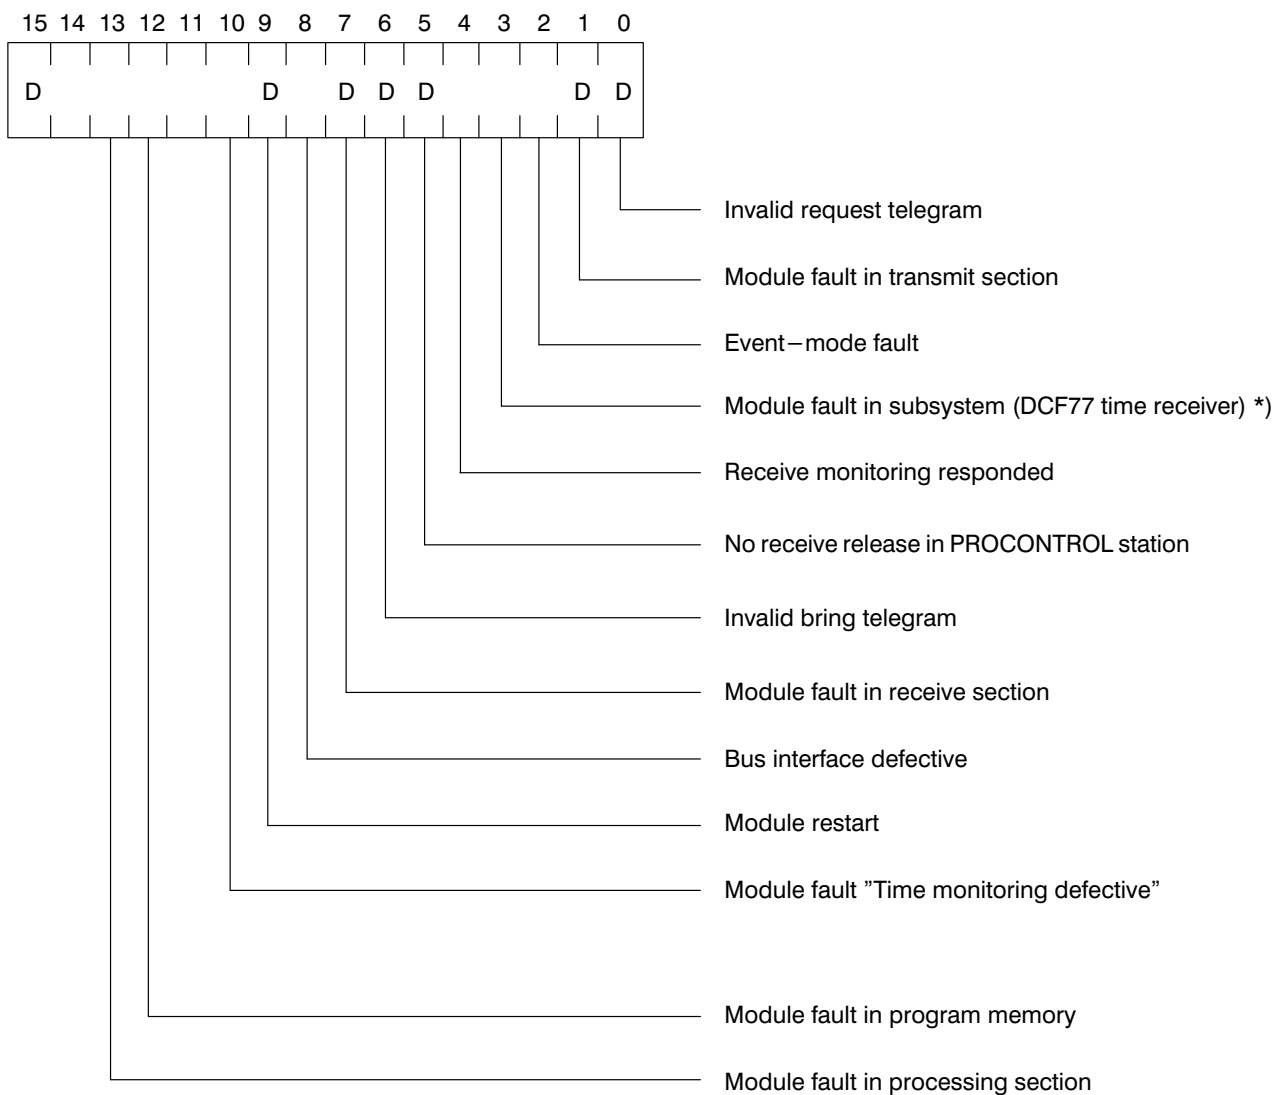 15 14 13 12 11 10 9 8 7 6 5 4 3 2 1 0
D D D D D D D
Invalid request telegram
Module fault in transmit section
Event−mode fault
Module fault in subsystem (DCF77 time receiver) *)
Receive monitoring responded
No receive release in PROCONTROL station
Invalid bring telegram
Module fault in receive section
Bus interface defective
Module restart
Module fault ”Time monitoring defective”
Module fault in program memory
Module fault in processing section